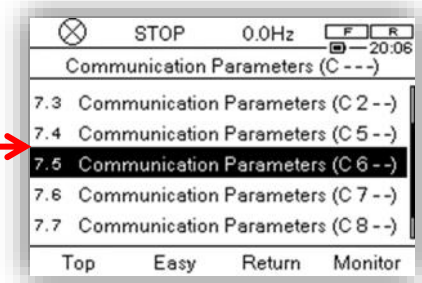 STOP 0.0Hz F R
20:06
Communication Parameters (C ---)
7.3 Communication Parameters (C 2 - -)
7.4 Communication Parameters (C 5 - -)
7.5 Communication Parameters (C 6 - -)
7.6 Communication Parameters (C 7 - -)
7.7 Communication Parameters (C 8 - -)
Top Easy Return Monitor